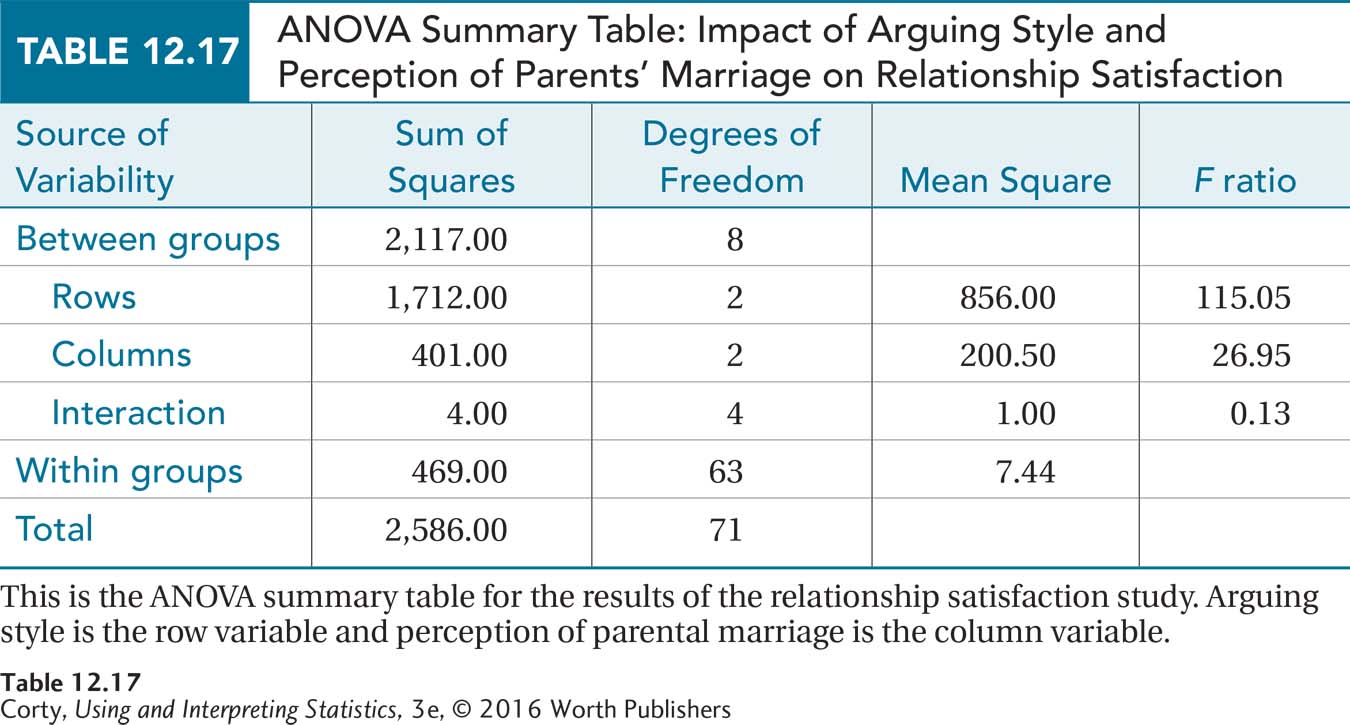 TABLE 12.17
ANOVA Summary Table: Impact of Arguing Style and
Perception of Parents’ Marriage on Relationship Satisfaction
Source of Variability Sum of Squares Degrees of Freedom Mean Square F ratio
Between groups 2,117.00 8
Rows 1,712.00 2 856.00 115.05
Columns 401.00 2 200.50 26.95
Interaction 4.00 4 1.00 0.13
Within groups 469.00 63 7.44
Total 2,586.00 71
This is the ANOVA summary table for the results of the relationship satisfaction study. Arguing
style is the row variable and perception of parental marriage is the column variable.
Table 12.17
Corty, Using and Interpreting Statistics, 3e, © 2016 Worth Publishers